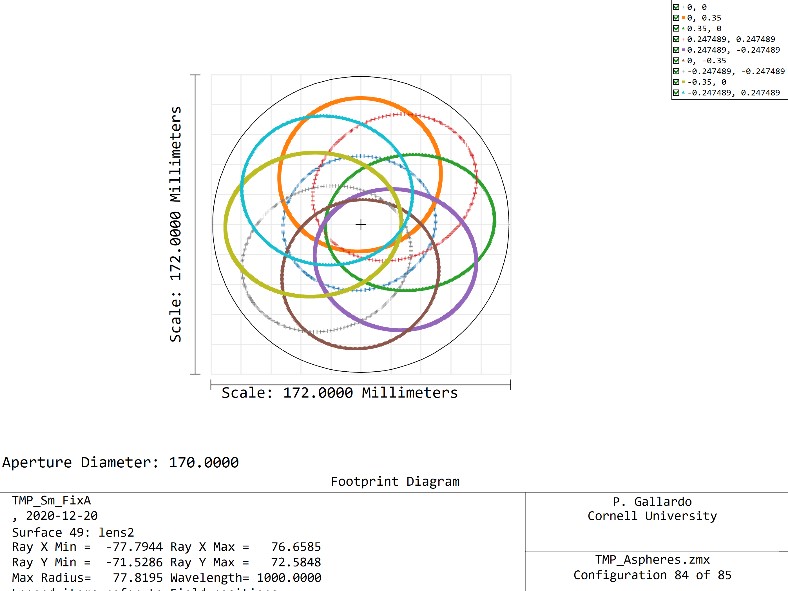 0, 0
0, 0.35
0.35, 0
0.247489, 0.247489
0.247489, -0.247489
0, -0.35
-0.247489, -0.247489
-0.35, 0
-0.247489, 0.247489
Scale: 172.0000 Millimeters
Scale: 172.0000 Millimeters
Aperture Diameter: 170.0000
Footprint Diagram
TMP_Sm_FixA
, 2020-12-20
Surface 49: lens2
Ray X Min = -77.7944 Ray X Max = 76.6585
Ray Y Min = -71.5286 Ray Y Max = 72.5848
Max Radius= 77.8195 Wavelength= 1000.0000
P. Gallardo
Cornell University
TMP_Aspheres.zmx
Configuration 84 of 85